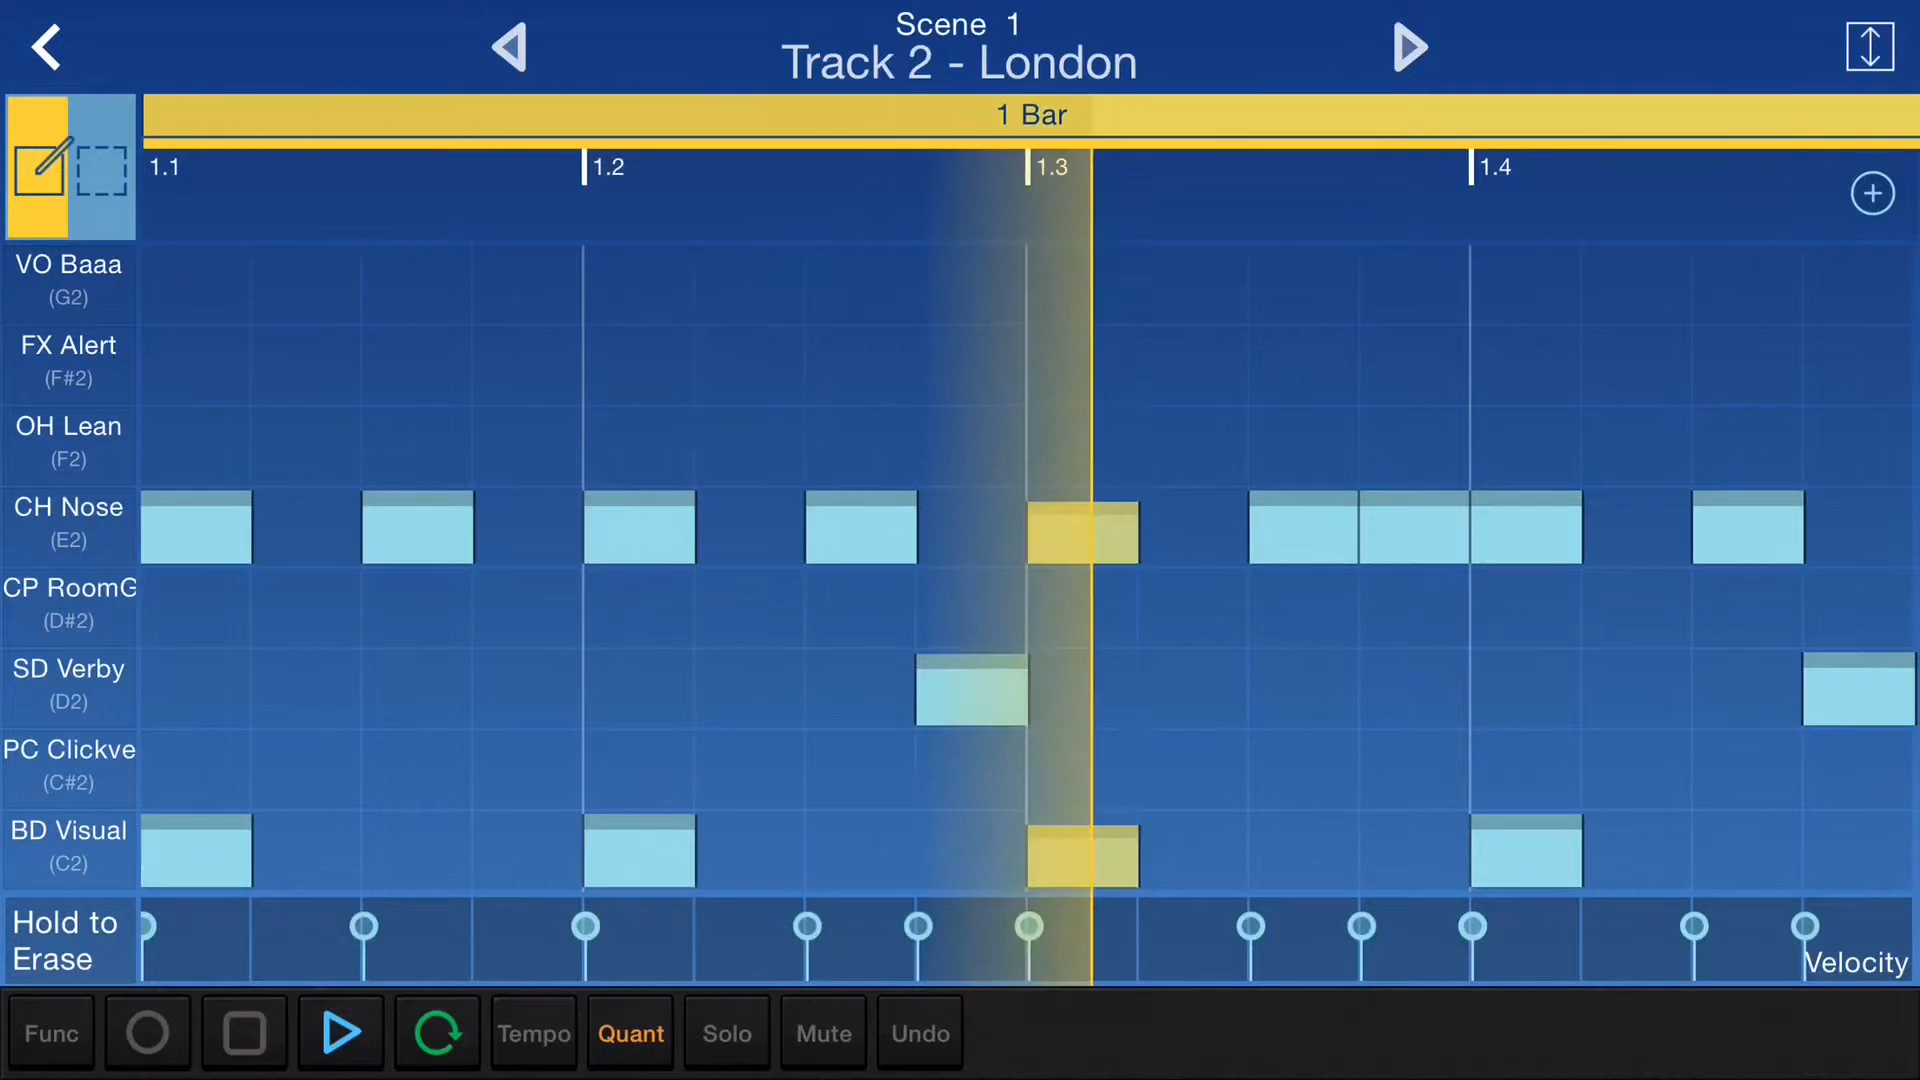 Scene 1
Track 2 - London
1 Bar
1.1
1.2
1.3
1.4
VO Baaa
(G2)
FX Alert
(F#2)
OH Lean
(F2)
CH Nose
(E2)
CP RoomG
(D#2)
SD Verby
(D2)
PC Clickve
(C#2)
BD Visual
(C2)
Hold to
Erase
Velocity
Func
Tempo
Quant
Solo
Mute
Undo